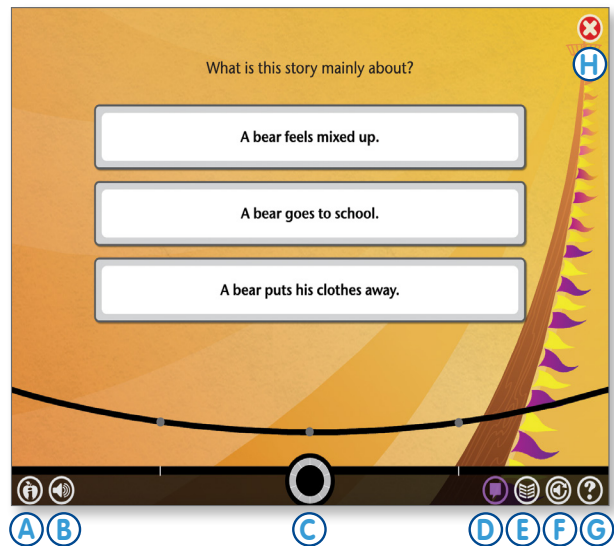 H
What is this story mainly about?
A bear feels mixed up.
A bear goes to school.
A bear puts his clothes away.
i
?
A B C D E F G